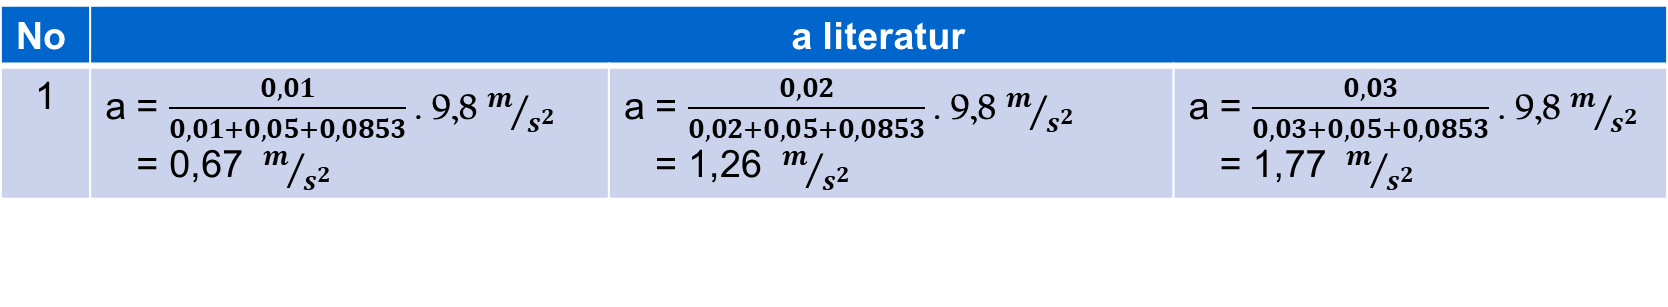 No a literatur
1 a = 0,01/(0,01+0,05+0,0853) . 9,8 m/s² a = 0,02/(0,02+0,05+0,0853) . 9,8 m/s² a = 0,03/(0,03+0,05+0,0853) . 9,8 m/s²
= 0,67 m/s² = 1,26 m/s² = 1,77 m/s²